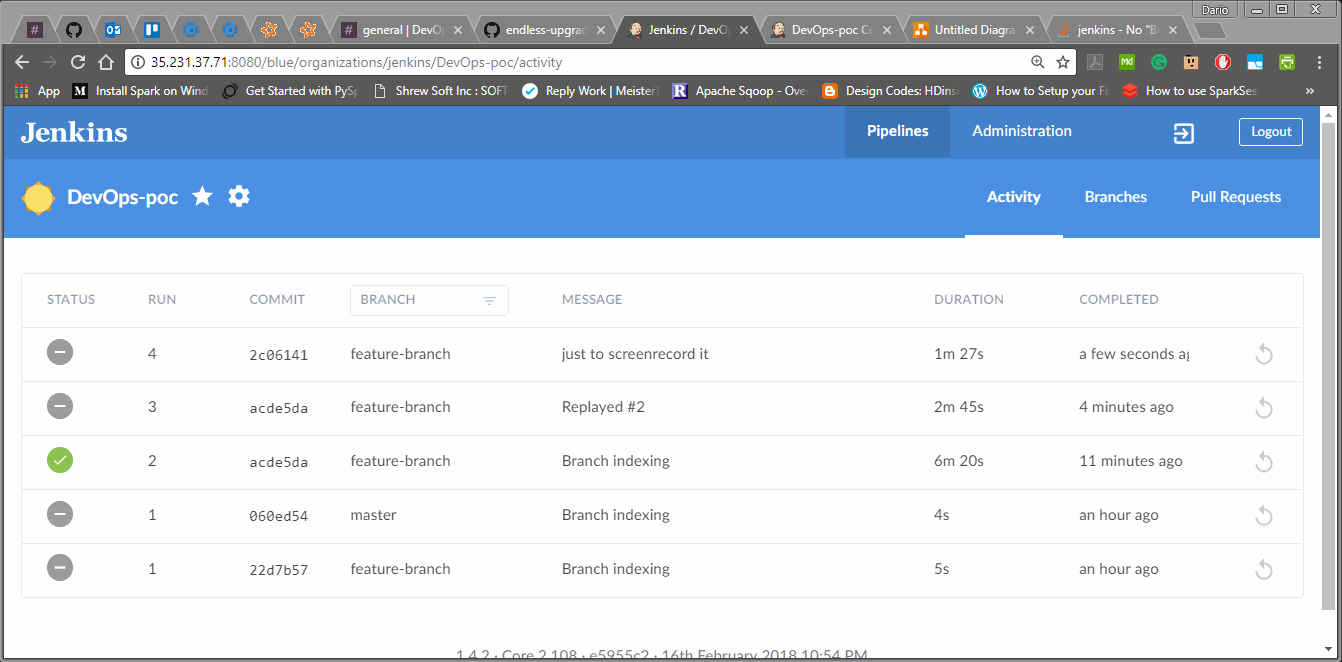 Dario
general | DevO
endless-upgrad
Jenkins / DevO
DevOps-poc Co
Untitled Diagra
jenkins - No "B
35.231.37.71:8080/blue/organizations/jenkins/DevOps-poc/activity
App
Install Spark on Wind
Get Started with PySp
Shrew Soft Inc : SOFT
Reply Work | Meister
Apache Sqoop - Over
Design Codes: HDins
How to Setup your Fi
How to use SparkSes
»
Jenkins
Pipelines
Administration
Logout
DevOps-poc
Activity
Branches
Pull Requests
STATUS RUN COMMIT BRANCH MESSAGE DURATION COMPLETED
4 2c06141 feature-branch just to screenrecord it 1m 27s a few seconds ag
3 acde5da feature-branch Replayed #2 2m 45s 4 minutes ago
2 acde5da feature-branch Branch indexing 6m 20s 11 minutes ago
1 060ed54 master Branch indexing 4s an hour ago
1 22d7b57 feature-branch Branch indexing 5s an hour ago
1.4.2 · Core 2.108 · e5955c2 · 16th February 2018 10:54 PM